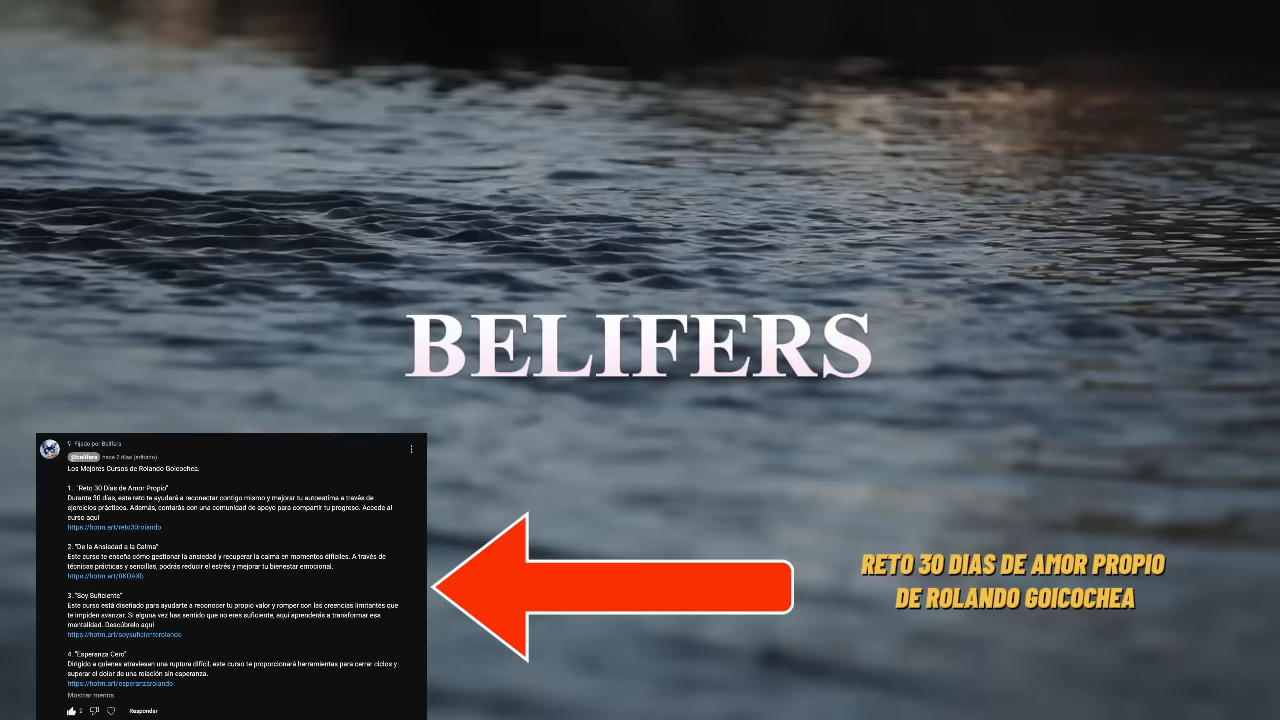 BELIFERS
Fijado por Belifers
@belifers hace 2 días (editado)
Los Mejores Cursos de Rolando Goicochea.
1. "Reto 30 Días de Amor Propio"
Durante 30 días, este reto te ayudará a reconectar contigo mismo y mejorar tu autoestima a través de
ejercicios prácticos. Además, contarás con una comunidad de apoyo para compartir tu progreso. Accede al
curso aquí
https://hotm.art/reto30rolando
2. "De la Ansiedad a la Calma"
Este curso te enseña cómo gestionar la ansiedad y recuperar la calma en momentos difíciles. A través de
técnicas prácticas y sencillas, podrás reducir el estrés y mejorar tu bienestar emocional.
3. "Soy Suficiente"
Este curso está diseñado para ayudarte a reconocer tu propio valor y romper con las creencias limitantes que
te impiden avanzar. Si alguna vez has sentido que no eres suficiente, aquí aprenderás a transformar esa
mentalidad. Descúbrelo aquí
https://hotm.art/soysuficienterolando
4. "Esperanza Cero"
Dirigido a quienes atraviesan una ruptura difícil, este curso te proporcionará herramientas para cerrar ciclos y
superar el dolor de una relación sin esperanza.
https://hotm.art/esperanzarolando
Mostrar menos
2 Responder
RETO 30 DIAS DE AMOR PROPIO
DE ROLANDO GOICOCHEA